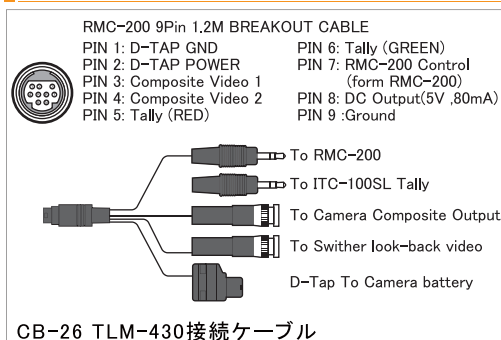 RMC-200 9Pin 1.2M BREAKOUT CABLE
PIN 1: D-TAP GND
PIN 2: D-TAP POWER
PIN 3: Composite Video 1
PIN 4: Composite Video 2
PIN 5: Tally (RED)
PIN 6: Tally (GREEN)
PIN 7: RMC-200 Control
(form RMC-200)
PIN 8: DC Output(5V ,80mA)
PIN 9 :Ground
To RMC-200
To ITC-100SL Tally
To Camera Composite Output
To Swither look-back video
D-Tap To Camera battery
CB-26 TLM-430接続ケーブル